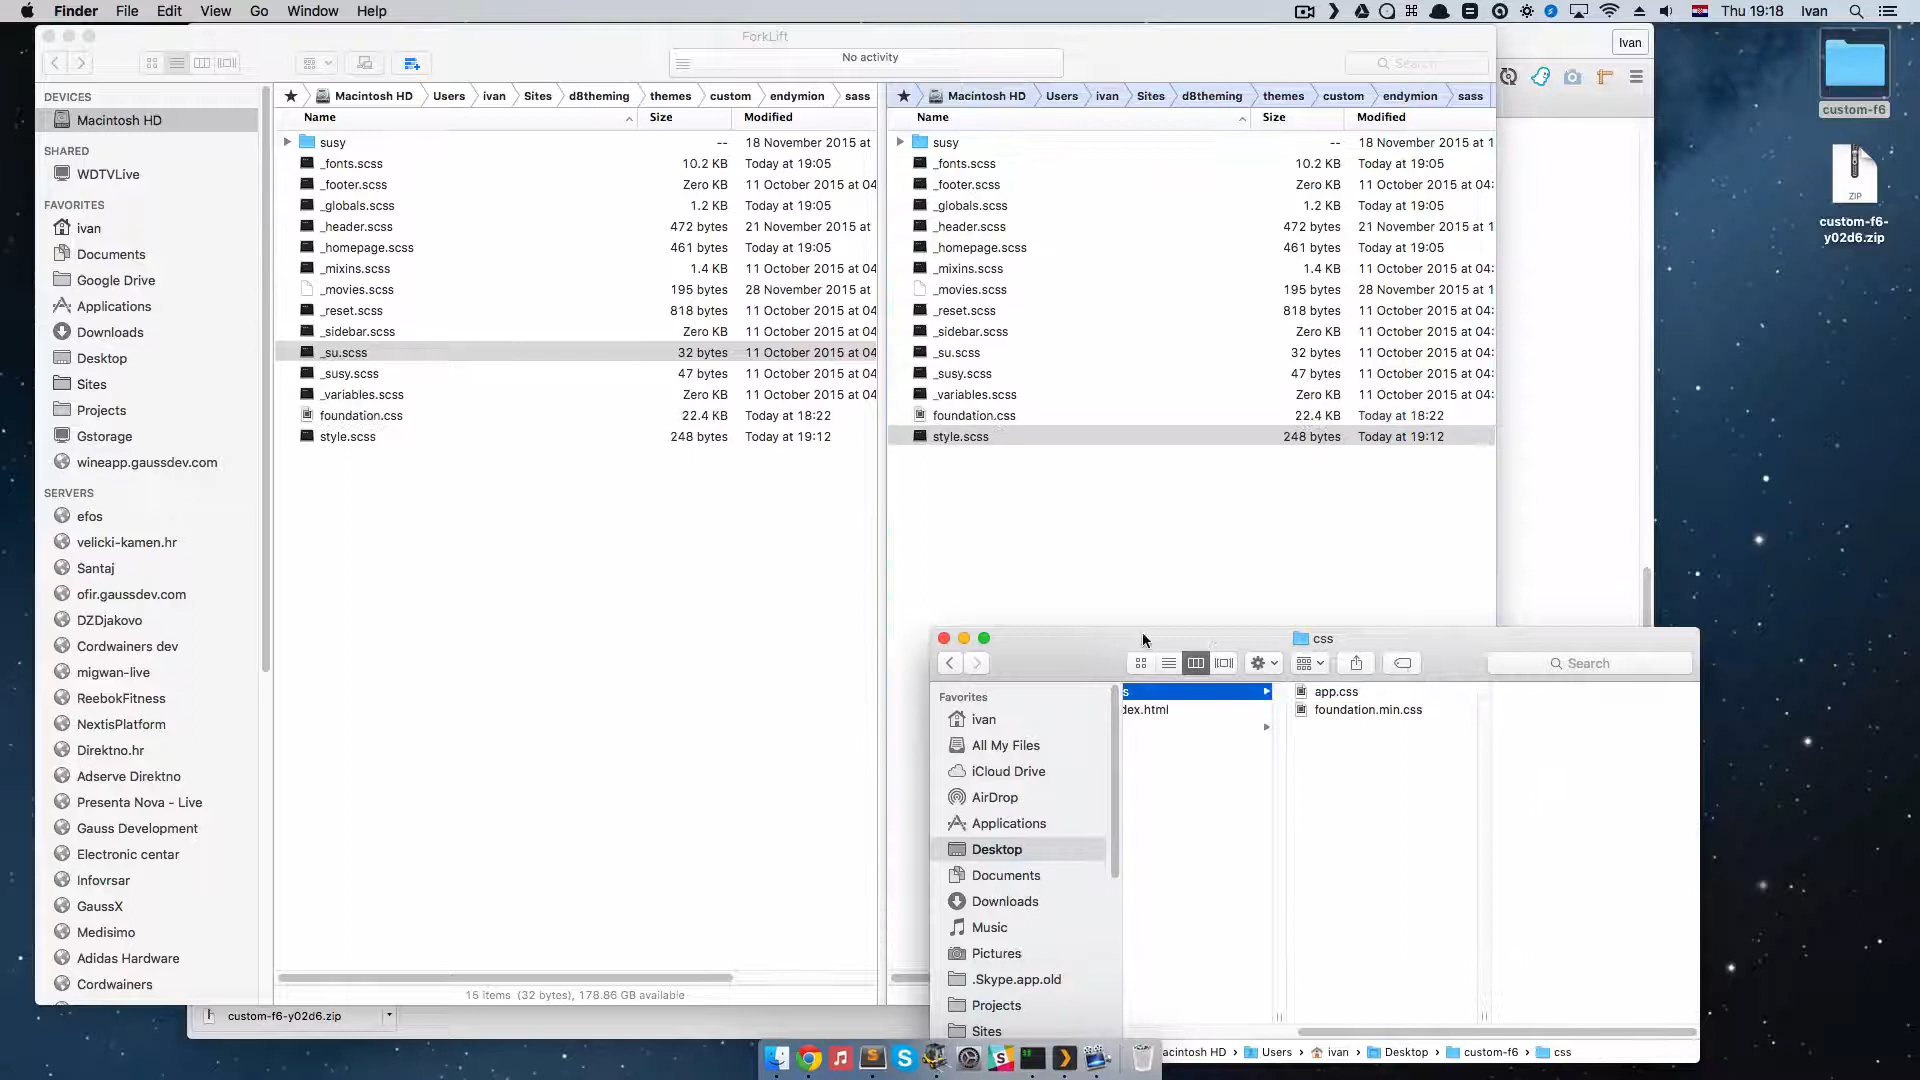 Finder File Edit View Go Window Help
Thu 19:18 Ivan
ForkLift
No activity
Search
Ivan
DEVICES
Macintosh HD
SHARED
WDTVLive
FAVORITES
ivan
Documents
Google Drive
Applications
Downloads
Desktop
Sites
Projects
Gstorage
wineapp.gaussdev.com
SERVERS
efos
velicki-kamen.hr
Santaj
ofir.gaussdev.com
DZDjakovo
Cordwainers dev
migwan-live
ReebokFitness
NextisPlatform
Direktno.hr
Adserve Direktno
Presenta Nova - Live
Gauss Development
Electronic centar
Infovrsar
GaussX
Medisimo
Adidas Hardware
Cordwainers
Macintosh HD Users ivan Sites d8theming themes custom endymion sass
Name Size Modified
susy -- 18 November 2015 at
_fonts.scss 10.2 KB Today at 19:05
_footer.scss Zero KB 11 October 2015 at 04
_globals.scss 1.2 KB Today at 19:05
_header.scss 472 bytes 21 November 2015 at
_homepage.scss 461 bytes Today at 19:05
_mixins.scss 1.4 KB 11 October 2015 at 04
_movies.scss 195 bytes 28 November 2015 at
_reset.scss 818 bytes 11 October 2015 at 04
_sidebar.scss Zero KB 11 October 2015 at 04
_su.scss 32 bytes 11 October 2015 at 04
_susy.scss 47 bytes 11 October 2015 at 04
_variables.scss Zero KB 11 October 2015 at 04
foundation.css 22.4 KB Today at 18:22
style.scss 248 bytes Today at 19:12
15 items (32 bytes), 178.86 GB available
Macintosh HD Users ivan Sites d8theming themes custom endymion sass
Name Size Modified
susy -- 18 November 2015 at 1
_fonts.scss 10.2 KB Today at 19:05
_footer.scss Zero KB 11 October 2015 at 04:
_globals.scss 1.2 KB Today at 19:05
_header.scss 472 bytes 21 November 2015 at 1
_homepage.scss 461 bytes Today at 19:05
_mixins.scss 1.4 KB 11 October 2015 at 04:
_movies.scss 195 bytes 28 November 2015 at 1
_reset.scss 818 bytes 11 October 2015 at 04:
_sidebar.scss Zero KB 11 October 2015 at 04:
_su.scss 32 bytes 11 October 2015 at 04:
_susy.scss 47 bytes 11 October 2015 at 04:
_variables.scss Zero KB 11 October 2015 at 04:
foundation.css 22.4 KB Today at 18:22
style.scss 248 bytes Today at 19:12
custom-f6
ZIP
custom-f6-
y02d6.zip
css
Search
Favorites
ivan
All My Files
iCloud Drive
AirDrop
Applications
Desktop
Documents
Downloads
Music
Pictures
.Skype.app.old
Projects
Sites
s
dex.html
app.css
foundation.min.css
acintosh HD › Users › ivan › Desktop › custom-f6 › css
custom-f6-y02d6.zip